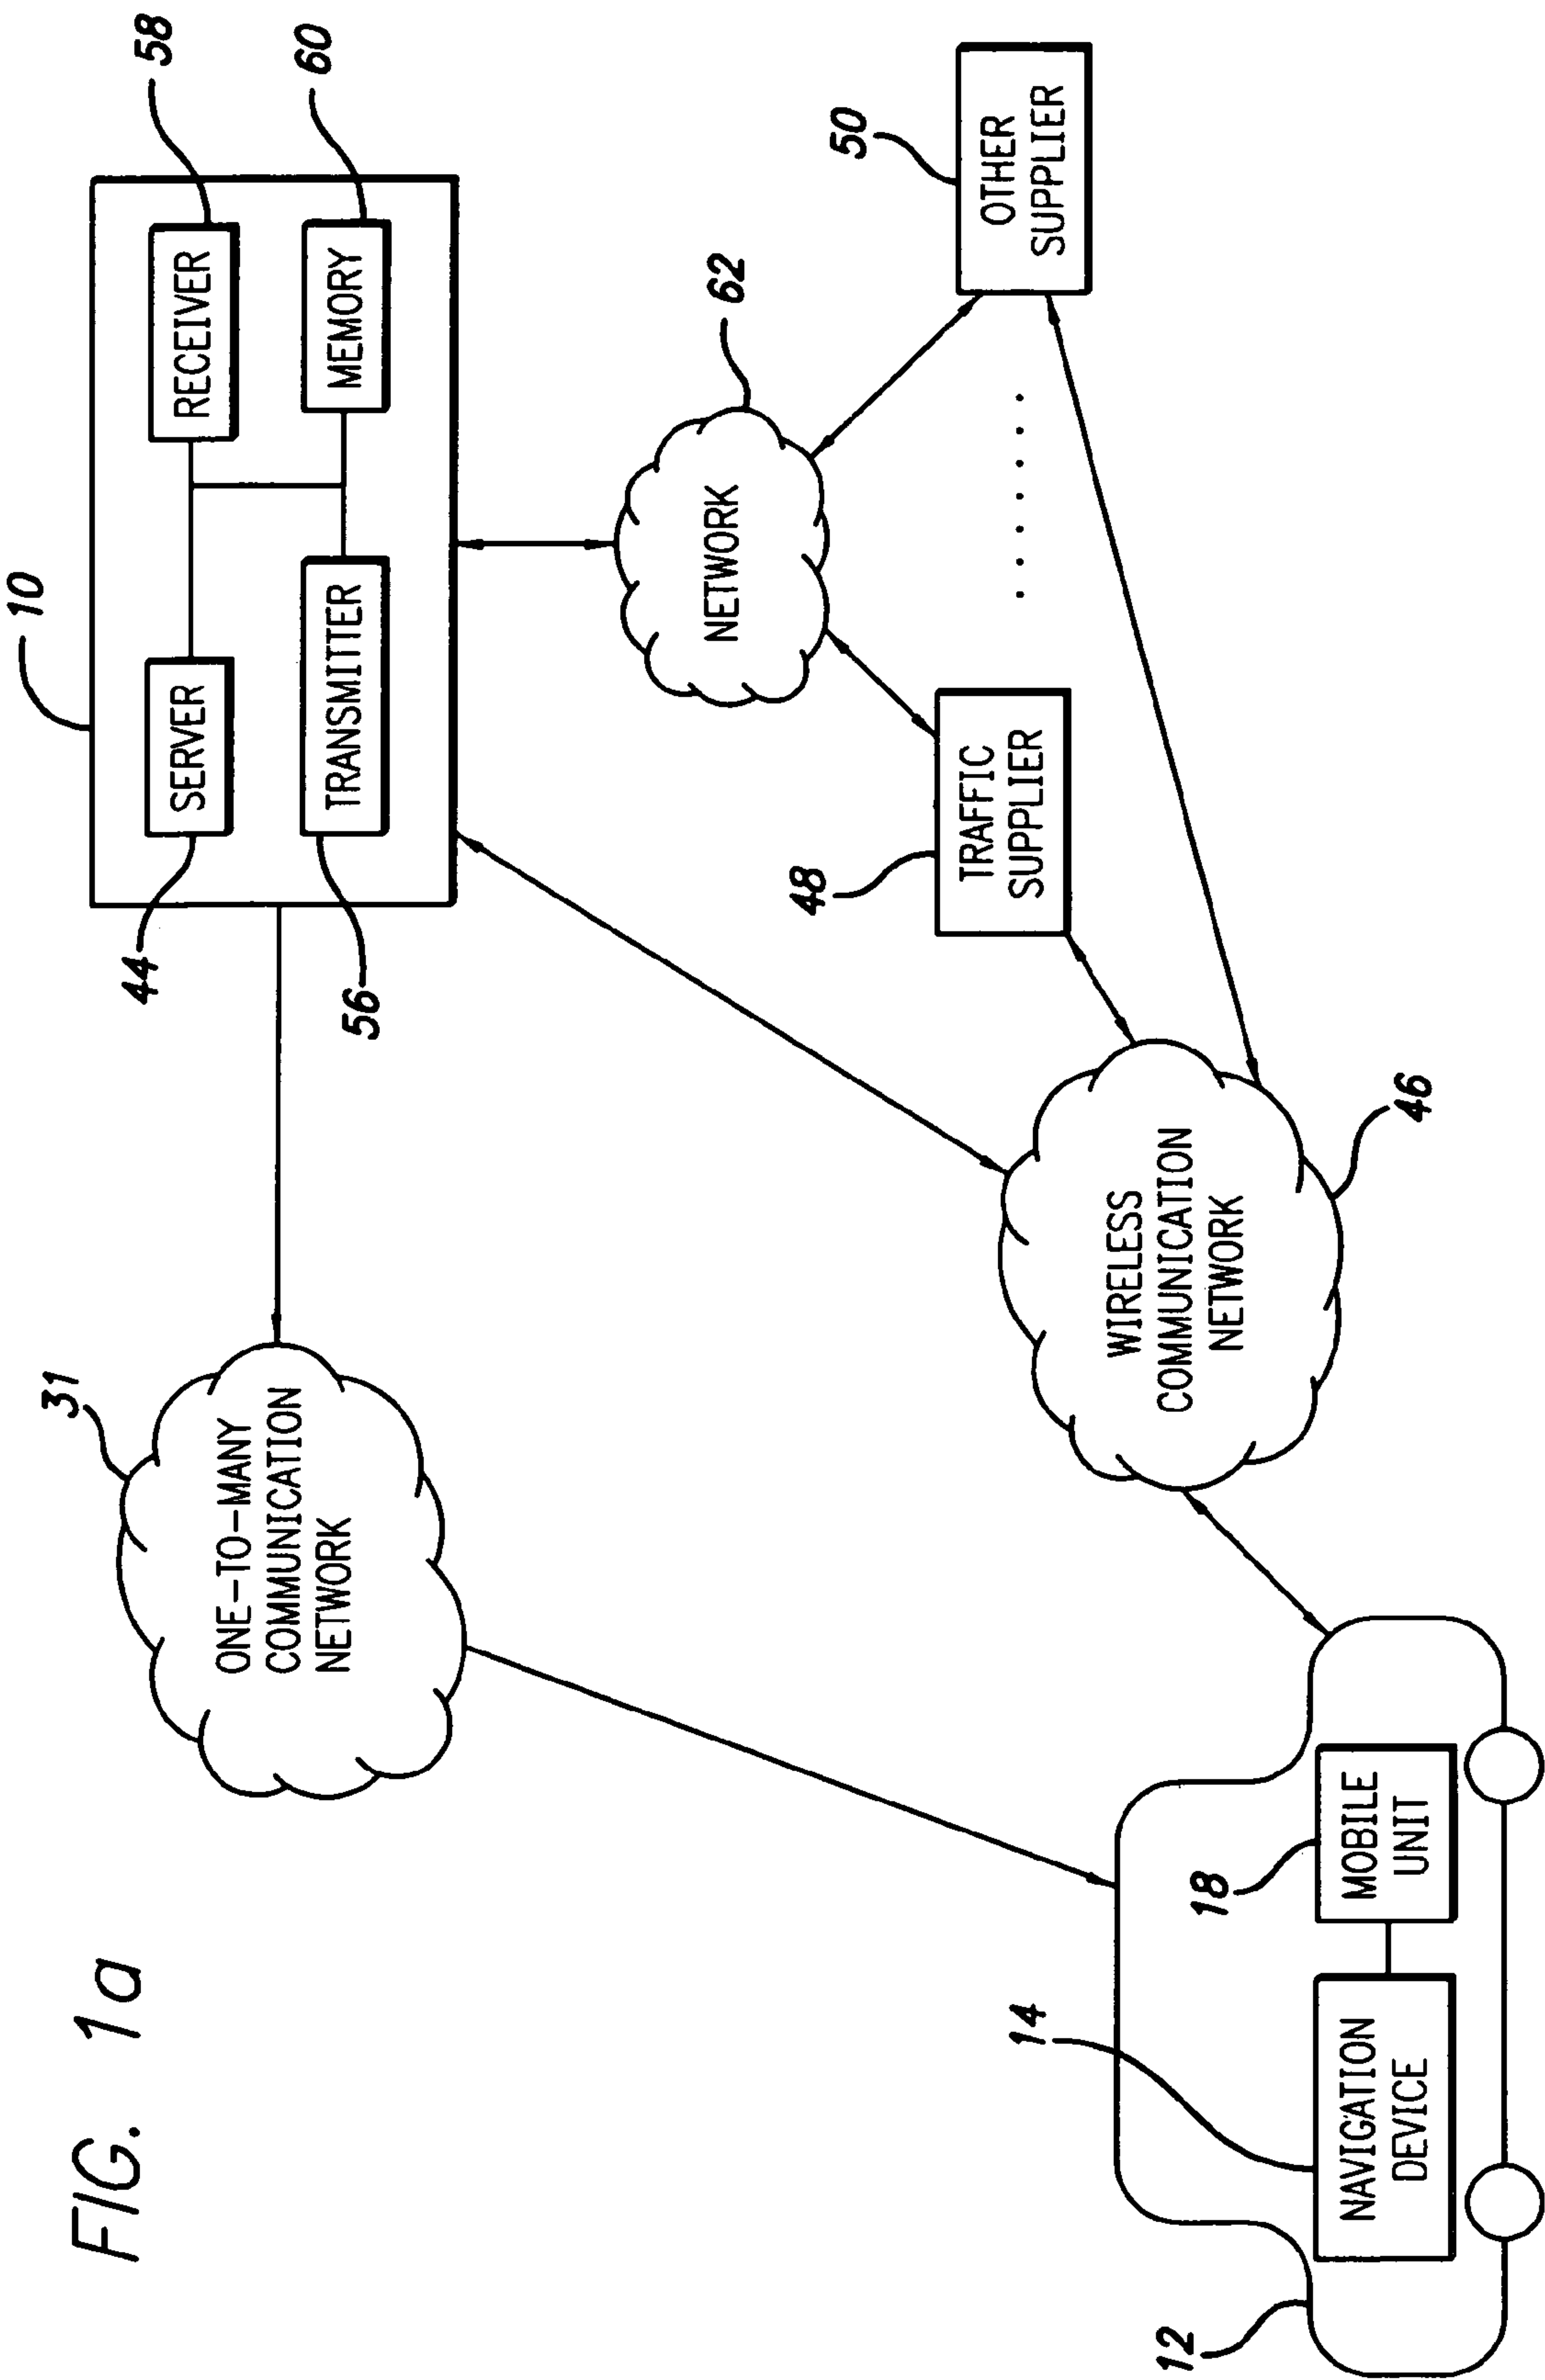 FIG. 1a
31
ONE-TO-MANY
COMMUNICATION
NETWORK
10
44
SERVER
RECEIVER
58
56
TRANSMITTER
MEMORY
60
NETWORK
62
48
TRAFFIC
SUPPLIER
50
OTHER
SUPPLIER
WIRELESS
COMMUNICATION
NETWORK
46
12
14
NAVIGATION
DEVICE
18
MOBILE
UNIT